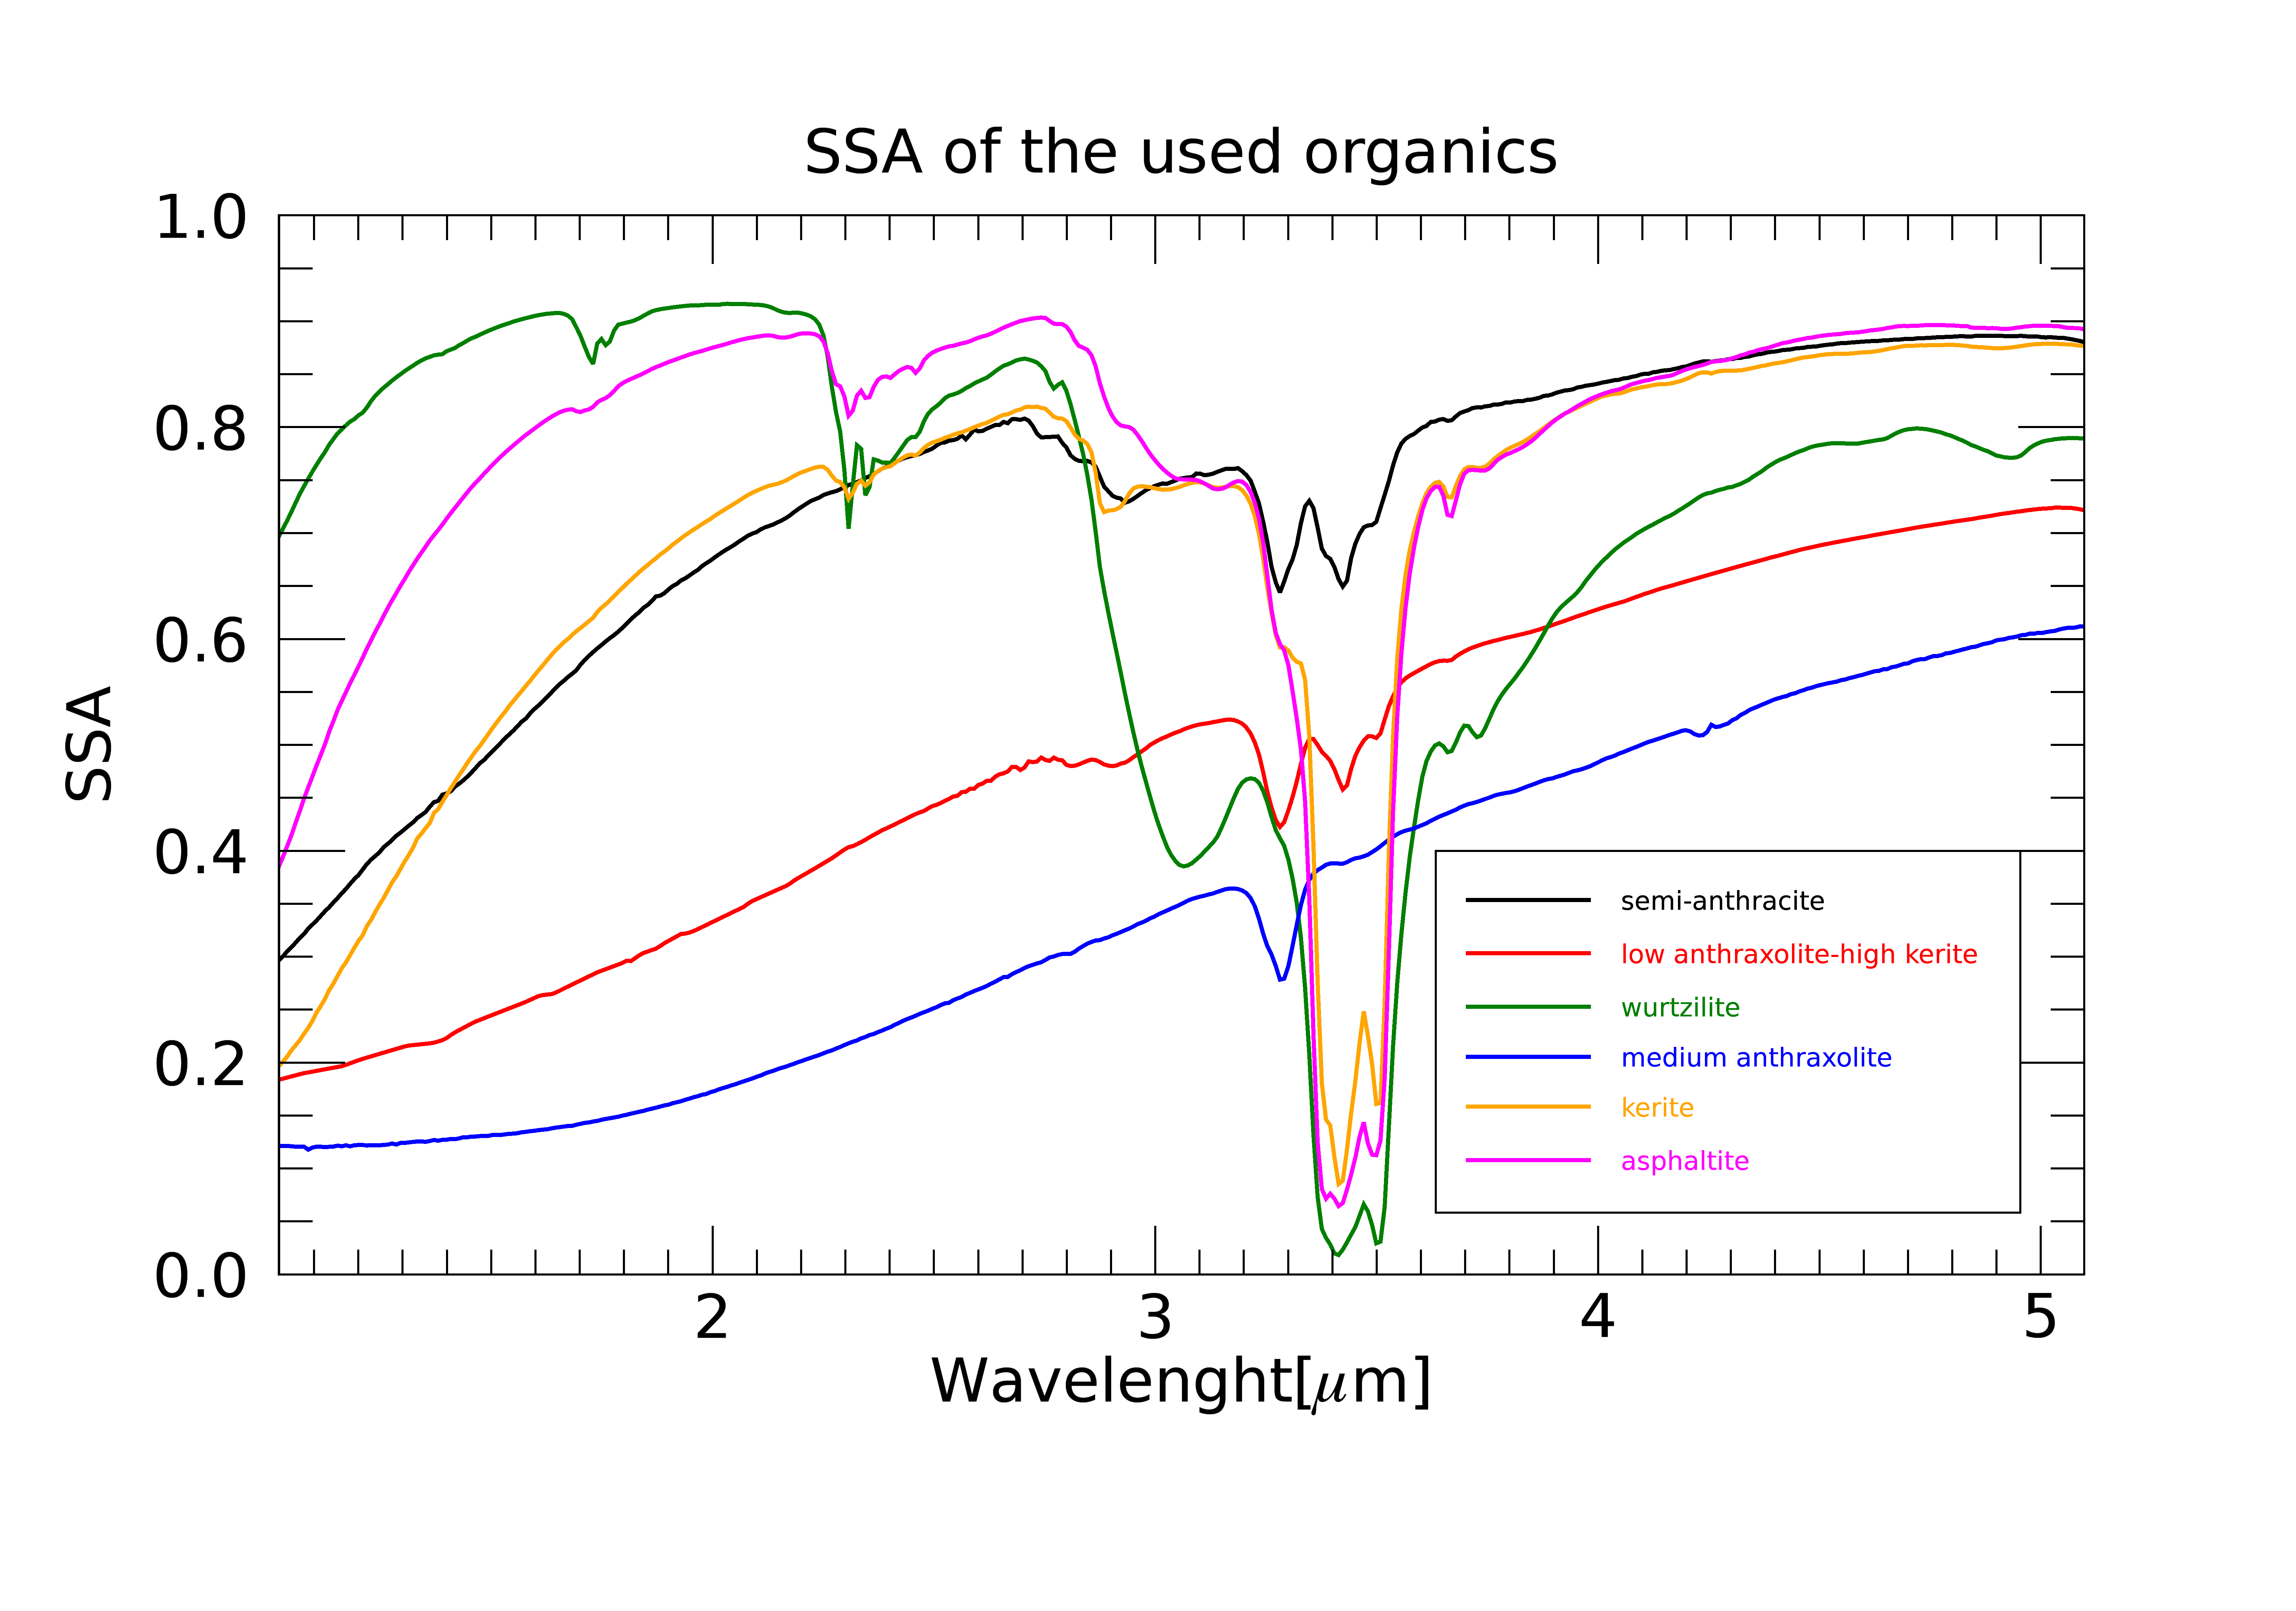 SSA of the used organics
1.0
0.8
0.6
0.4
0.2
0.0
SSA
2 3 4 5
Wavelenght[μm]
semi-anthracite
low anthraxolite-high kerite
wurtzilite
medium anthraxolite
kerite
asphaltite